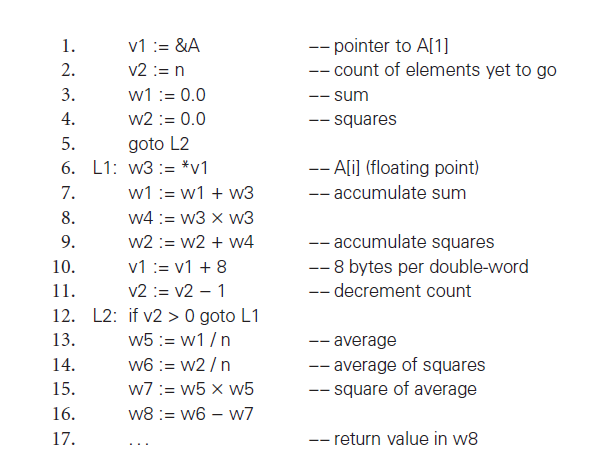 1. v1 := &A -- pointer to A[1]
2. v2 := n -- count of elements yet to go
3. w1 := 0.0 -- sum
4. w2 := 0.0 -- squares
5. goto L2
6. L1: w3 := *v1 -- A[i] (floating point)
7. w1 := w1 + w3 -- accumulate sum
8. w4 := w3 × w3
9. w2 := w2 + w4 -- accumulate squares
10. v1 := v1 + 8 -- 8 bytes per double-word
11. v2 := v2 − 1 -- decrement count
12. L2: if v2 > 0 goto L1
13. w5 := w1 / n -- average
14. w6 := w2 / n -- average of squares
15. w7 := w5 × w5 -- square of average
16. w8 := w6 − w7
17. . . . -- return value in w8